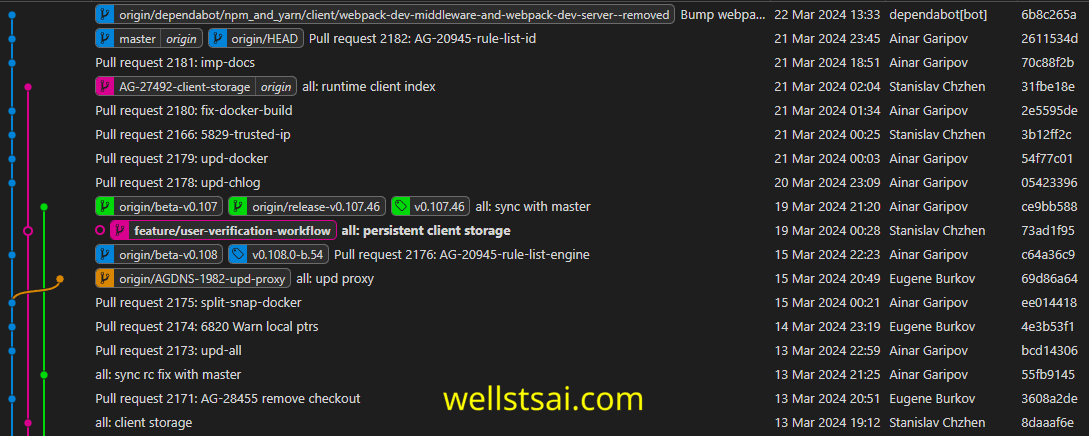 origin/dependabot/npm_and_yarn/client/webpack-dev-middleware-and-webpack-dev-server--removed Bump webpa... 22 Mar 2024 13:33 dependabot[bot] 6b8c265a
master origin origin/HEAD Pull request 2182: AG-20945-rule-list-id 21 Mar 2024 23:45 Ainar Garipov 2611534d
Pull request 2181: imp-docs 21 Mar 2024 18:51 Ainar Garipov 70c88f2b
AG-27492-client-storage origin all: runtime client index 21 Mar 2024 02:04 Stanislav Chzhen 31fbe18e
Pull request 2180: fix-docker-build 21 Mar 2024 01:34 Ainar Garipov 2e5595de
Pull request 2166: 5829-trusted-ip 21 Mar 2024 00:25 Stanislav Chzhen 3b12ff2c
Pull request 2179: upd-docker 21 Mar 2024 00:03 Ainar Garipov 54f77c01
Pull request 2178: upd-chlog 20 Mar 2024 23:09 Ainar Garipov 05423396
origin/beta-v0.107 origin/release-v0.107.46 v0.107.46 all: sync with master 19 Mar 2024 21:20 Ainar Garipov ce9bb588
feature/user-verification-workflow all: persistent client storage 19 Mar 2024 00:28 Stanislav Chzhen 73ad1f95
origin/beta-v0.108 v0.108.0-b.54 Pull request 2176: AG-20945-rule-list-engine 15 Mar 2024 22:23 Ainar Garipov c64a36c9
origin/AGDNS-1982-upd-proxy all: upd proxy 15 Mar 2024 20:49 Eugene Burkov 69d86a64
Pull request 2175: split-snap-docker 15 Mar 2024 00:21 Ainar Garipov ee014418
Pull request 2174: 6820 Warn local ptrs 14 Mar 2024 23:19 Eugene Burkov 4e3b53f1
Pull request 2173: upd-all 13 Mar 2024 22:59 Ainar Garipov bcd14306
all: sync rc fix with master 13 Mar 2024 21:25 Ainar Garipov 55fb9145
Pull request 2171: AG-28455 remove checkout 13 Mar 2024 20:51 Eugene Burkov 3608a2de
wellstsai.com
all: client storage 13 Mar 2024 19:12 Stanislav Chzhen 8daaaf6e